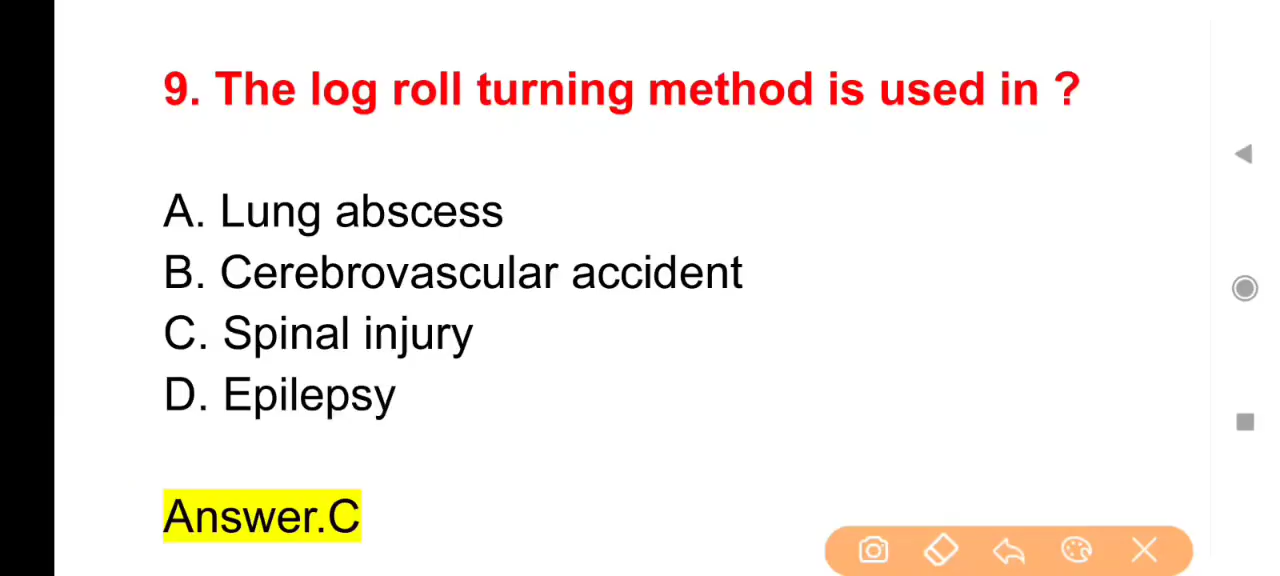 9. The log roll turning method is used in ?
A. Lung abscess
B. Cerebrovascular accident
C. Spinal injury
D. Epilepsy
Answer.C